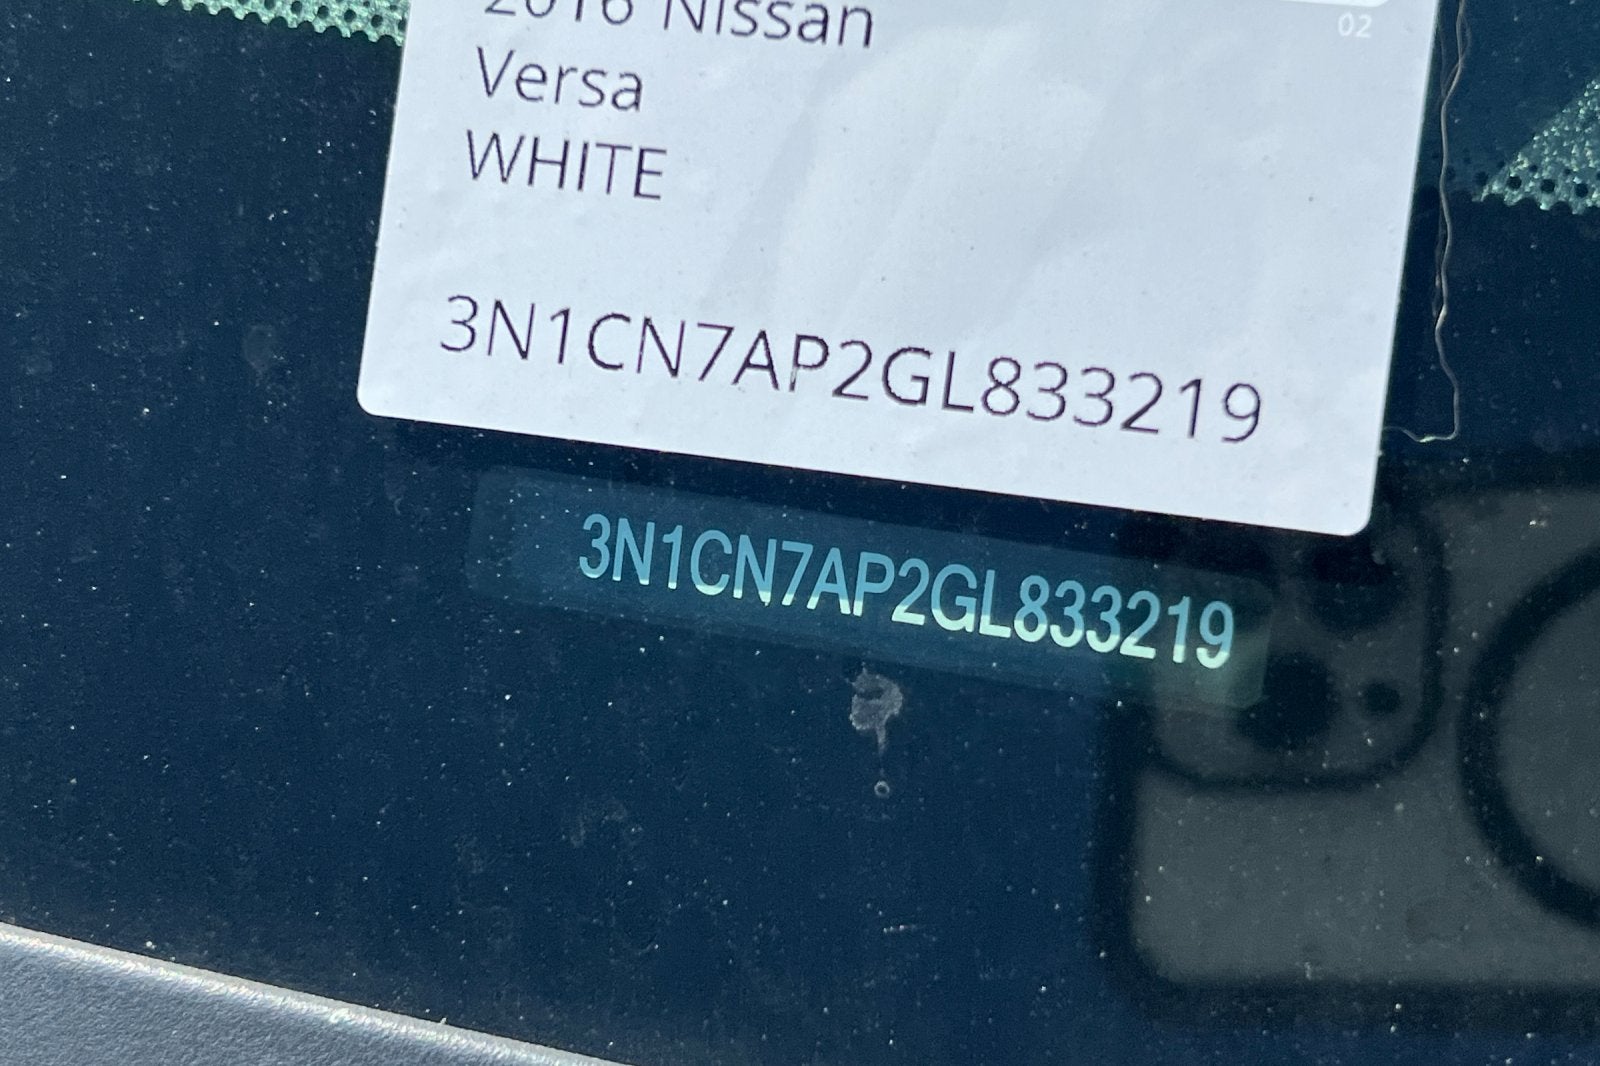 2016 Nissan
02
Versa
WHITE
3N1CN7AP2GL833219
3N1CN7AP2GL833219